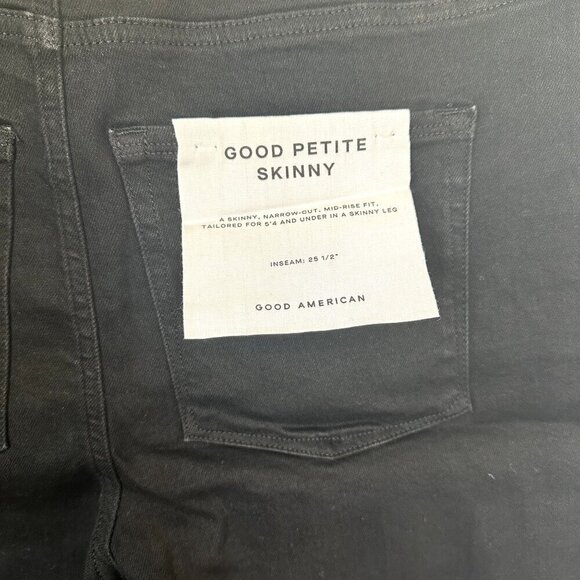 GOOD PETITE
SKINNY
A SKINNY, NARROW-CUT, MID-RISE FIT,
TAILORED FOR 5'4 AND UNDER IN A SKINNY LEG
INSEAM: 25 1/2"
GOOD AMERICAN